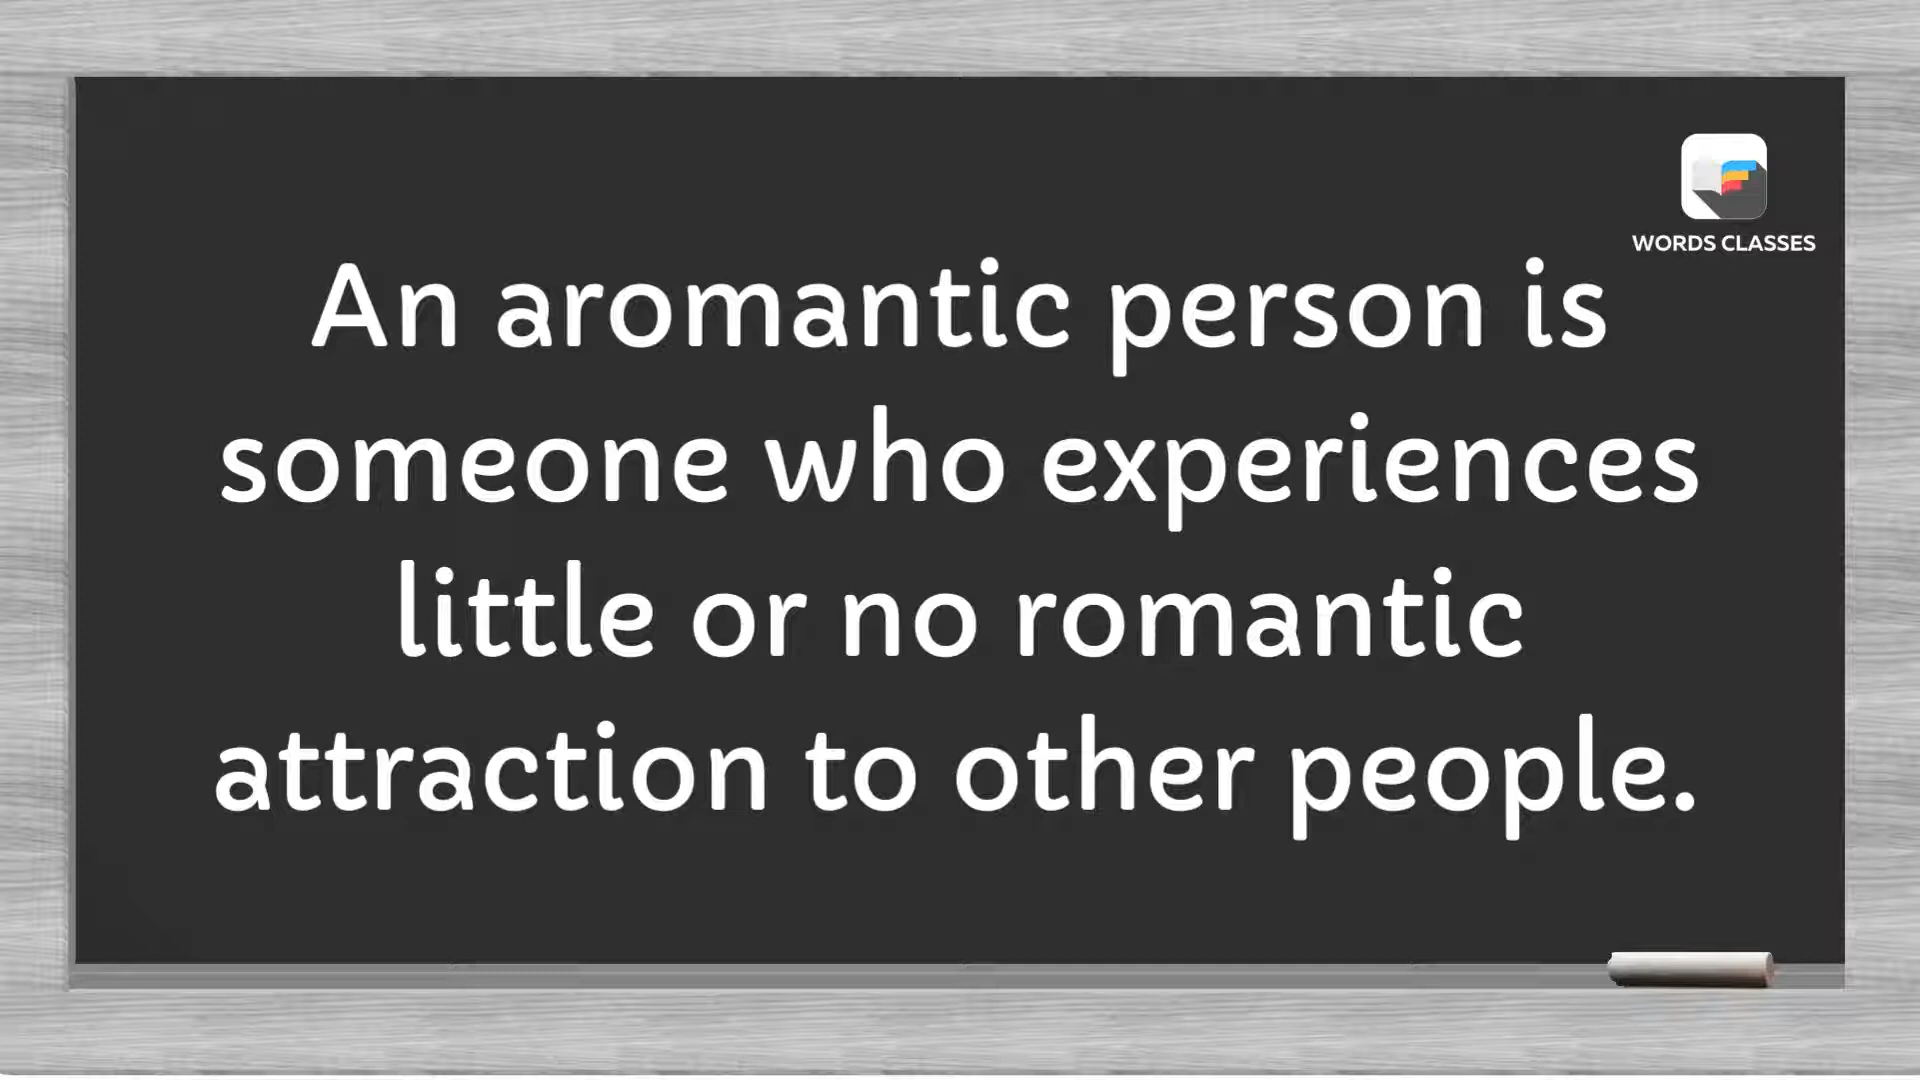 WORDS CLASSES
An aromantic person is
someone who experiences
little or no romantic
attraction to other people.